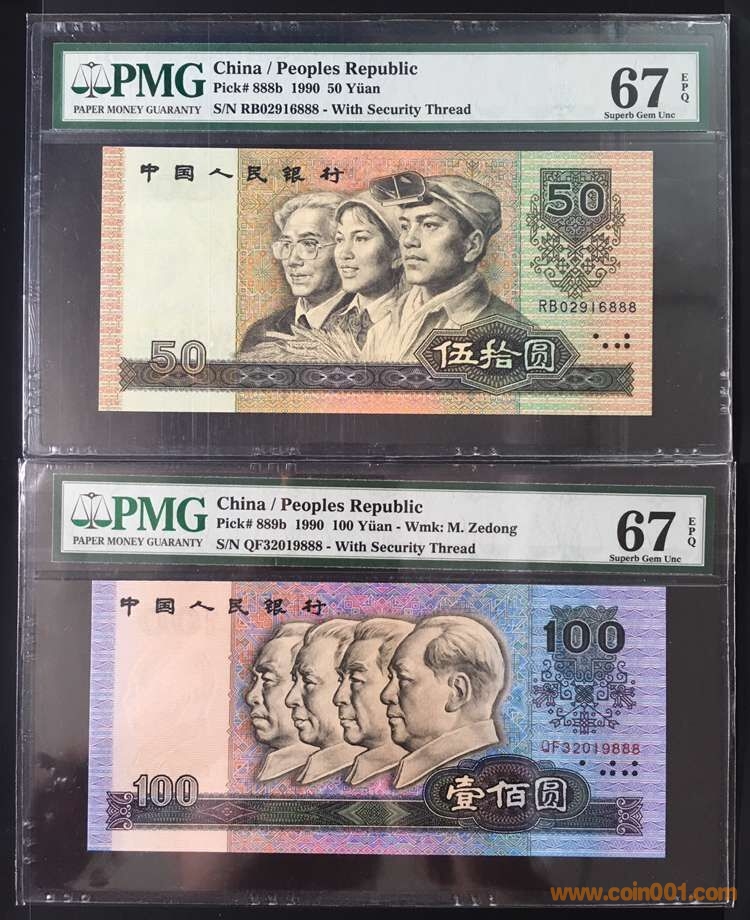 PMG
PAPER MONEY GUARANTY
China / Peoples Republic
Pick# 888b 1990 50 Yüan
S/N RB02916888 - With Security Thread
67 EPQ
Superb Gem Unc
中国人民银行
50
RB02916888
50
伍拾圆
PMG
PAPER MONEY GUARANTY
China / Peoples Republic
Pick# 889b 1990 100 Yüan - Wmk: M. Zedong
S/N QF32019888 - With Security Thread
67 EPQ
Superb Gem Unc
中国人民银行
100
QF32019888
100
壹佰圆
www.coin001.com